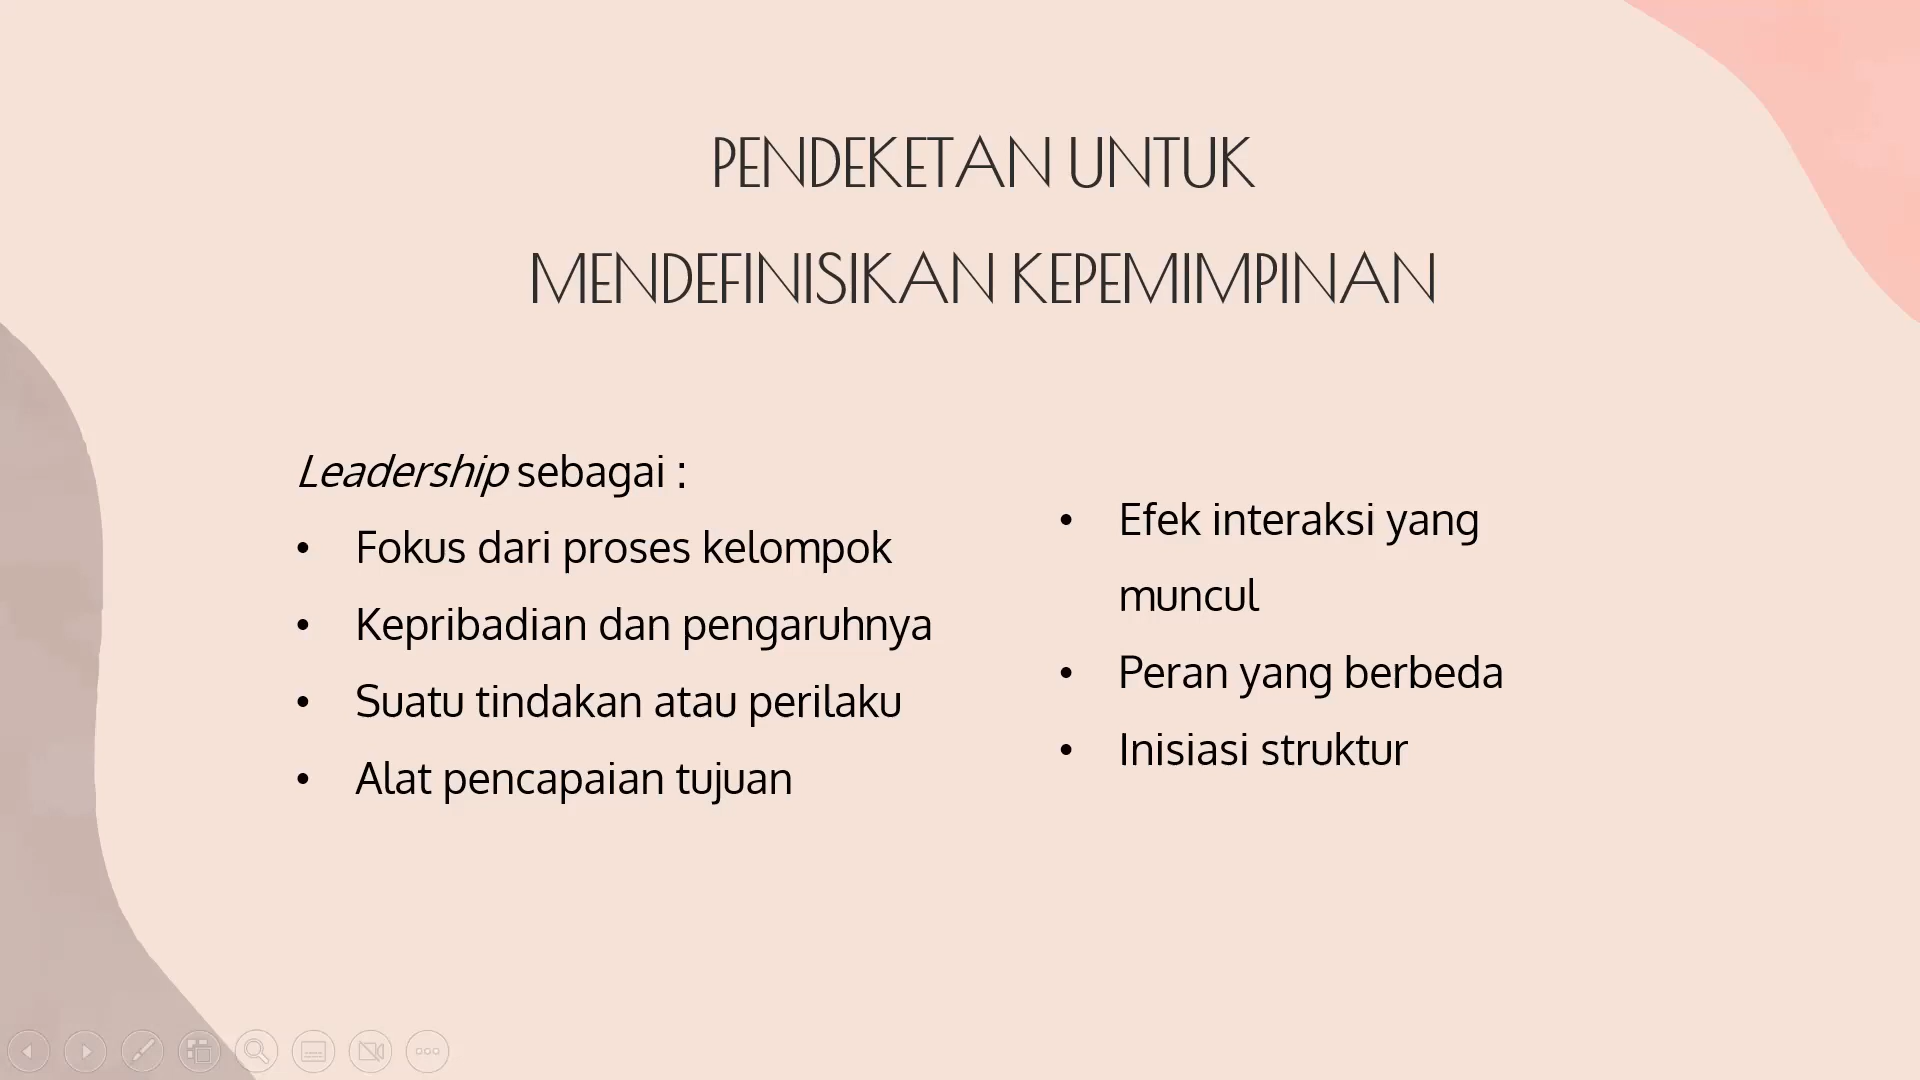 PENDEKETAN UNTUK
MENDEFINISIKAN KEPEMIMPINAN
Leadership sebagai :
• Fokus dari proses kelompok
• Kepribadian dan pengaruhnya
• Suatu tindakan atau perilaku
• Alat pencapaian tujuan
• Efek interaksi yang
muncul
• Peran yang berbeda
• Inisiasi struktur